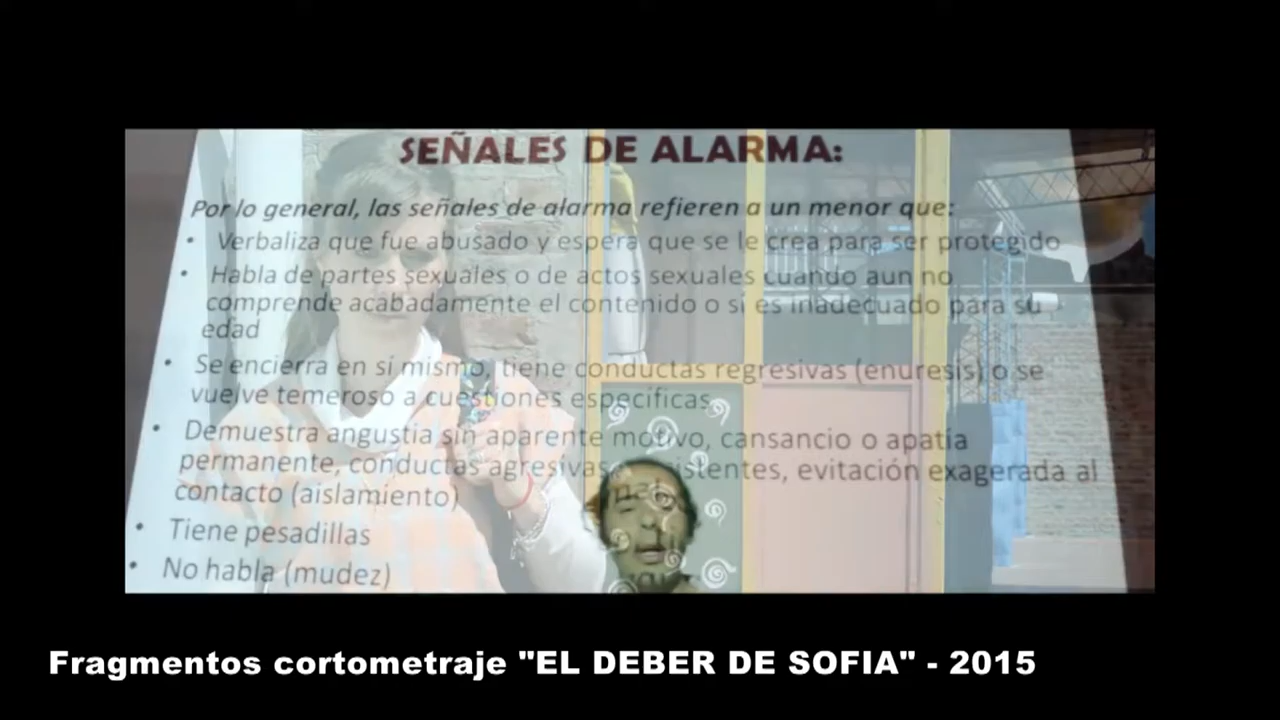 SEÑALES DE ALARMA:
Por lo general, las señales de alarma refieren a un menor que:
• Verbaliza que fue abusado y espera que se le crea para ser protegido
• Habla de partes sexuales o de actos sexuales cuando aun no
comprende acabadamente el contenido o si es inadecuado para su
edad
• Se encierra en sí mismo, tiene conductas regresivas (enuresis) o se
vuelve temeroso a cuestiones específicas
• Demuestra angustia sin aparente motivo, cansancio o apatía
permanente, conductas agresivas evitación exagerada al
contacto (aislamiento)
• Tiene pesadillas
• No habla (mudez)
Fragmentos cortometraje "EL DEBER DE SOFIA" - 2015